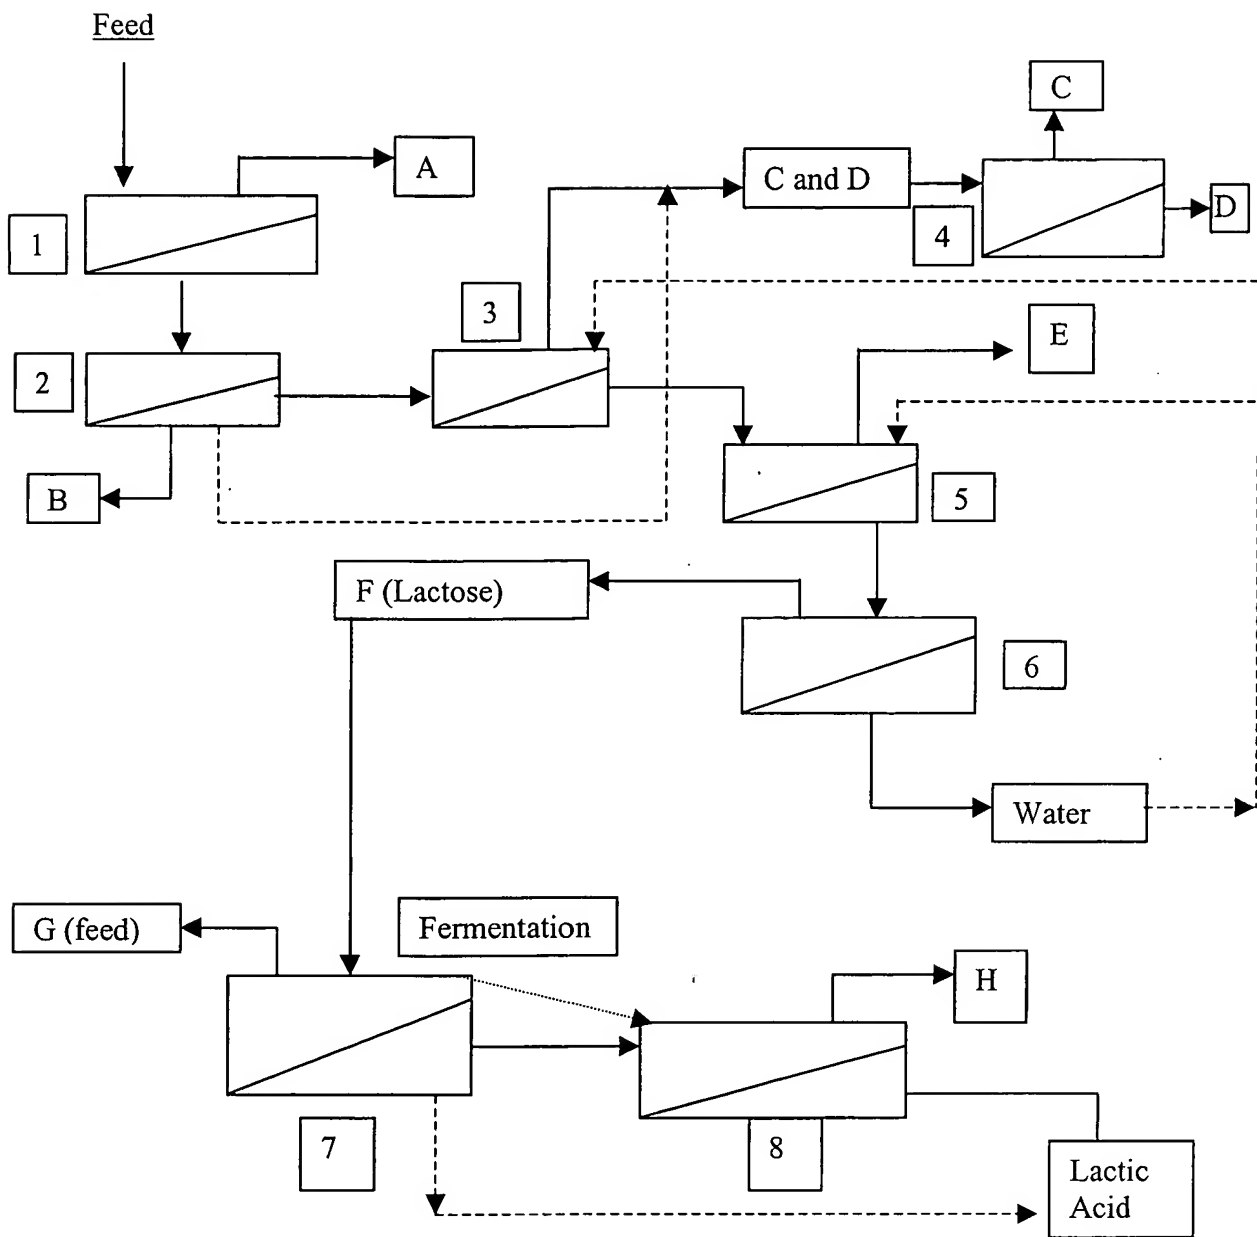 Feed
C
A
C and D
D
1
4
3
E
2
B
5
F (Lactose)
6
Water
G (feed)
Fermentation
H
7
8
Lactic
Acid